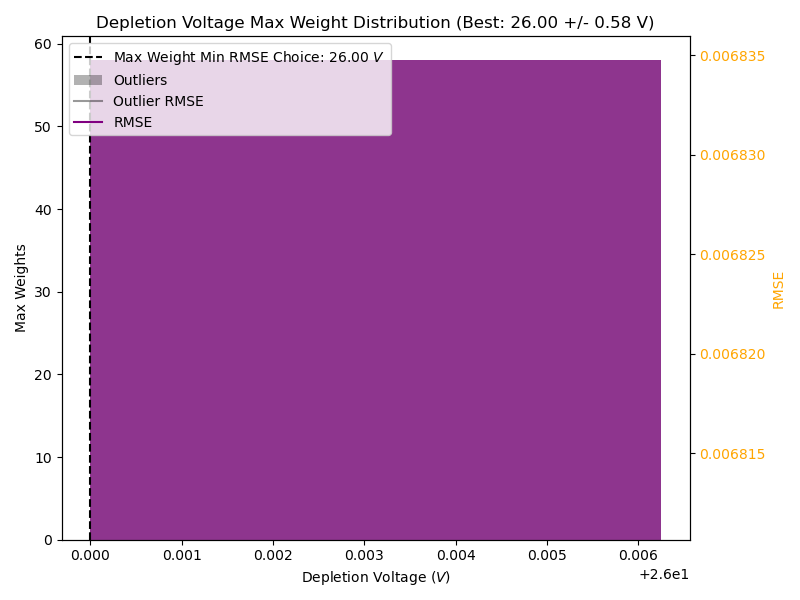 Depletion Voltage Max Weight Distribution (Best: 26.00 +/- 0.58 V)
Max Weight Min RMSE Choice: 26.00 V
Outliers
Outlier RMSE
RMSE
Max Weights
60
50
40
30
20
10
0
0.006835
0.006830
0.006825
0.006820
0.006815
RMSE
0.000 0.001 0.002 0.003 0.004 0.005 0.006
+2.6e1
Depletion Voltage (V)